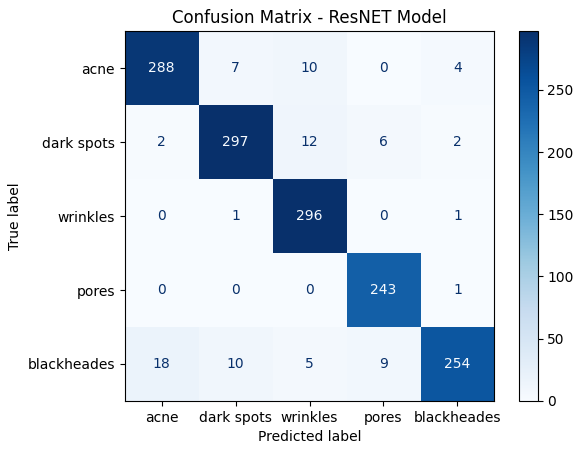 Confusion Matrix - ResNET Model
acne 288 7 10 0 4
dark spots 2 297 12 6 2
wrinkles 0 1 296 0 1
pores 0 0 0 243 1
blackheades 18 10 5 9 254
acne dark spots wrinkles pores blackheades
Predicted label
True label
250
200
150
100
50
0